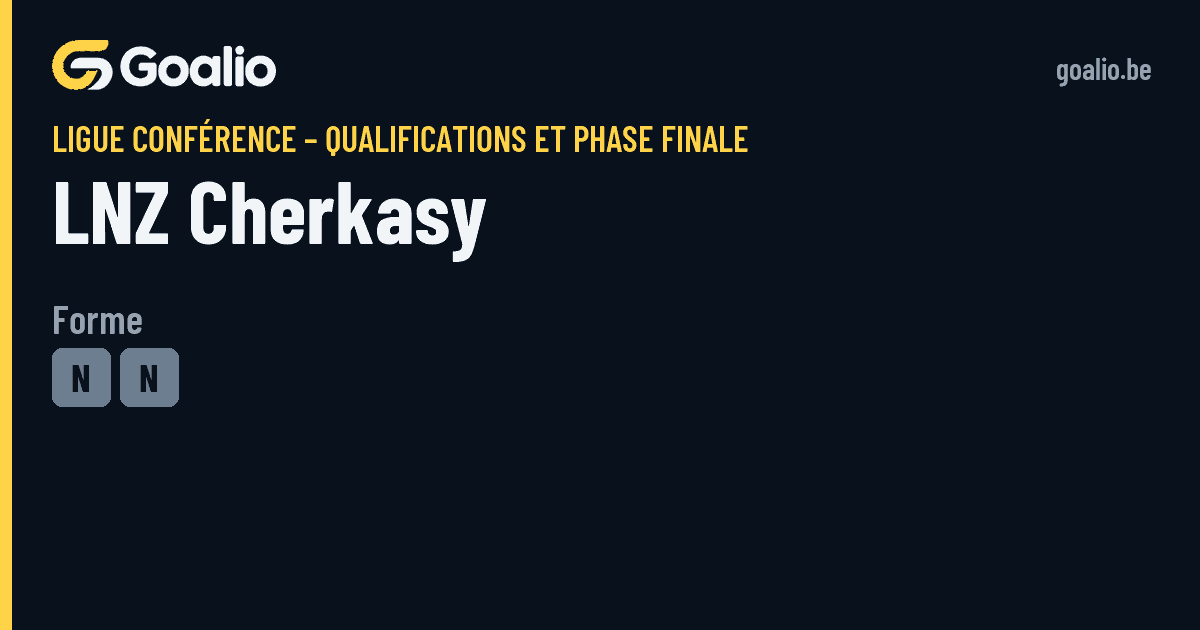 Goalio
goalio.be
LIGUE CONFÉRENCE – QUALIFICATIONS ET PHASE FINALE
LNZ Cherkasy
Forme
N N